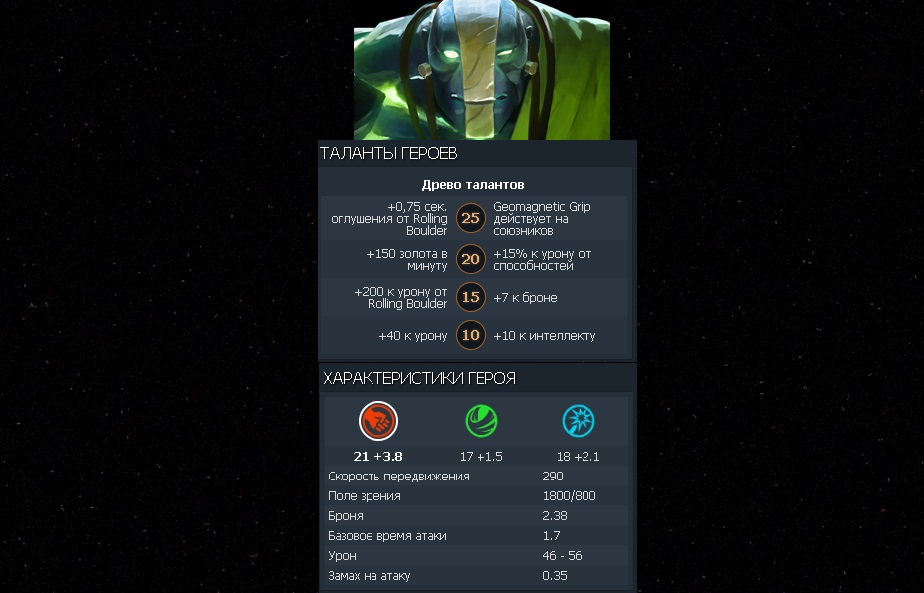 ТАЛАНТЫ ГЕРОЕВ
Древо талантов
+0,75 сек.
оглушения от Rolling
Boulder
25
Geomagnetic Grip
действует на
союзников
+150 золота в
минуту
20
+15% к урону от
способностей
+200 к урону от
Rolling Boulder
15
+7 к броне
+40 к урону
10
+10 к интеллекту
ХАРАКТЕРИСТИКИ ГЕРОЯ
21 +3.8 17 +1.5 18 +2.1
Скорость передвижения 290
Поле зрения 1800/800
Броня 2.38
Базовое время атаки 1.7
Урон 46 - 56
Замах на атаку 0.35